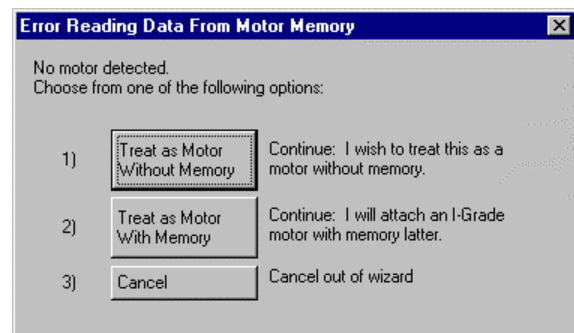 Error Reading Data From Motor Memory
No motor detected.
Choose from one of the following options:
1) Treat as Motor Without Memory Continue: I wish to treat this as a
motor without memory.
2) Treat as Motor With Memory Continue: I will attach an I-Grade
motor with memory latter.
3) Cancel Cancel out of wizard